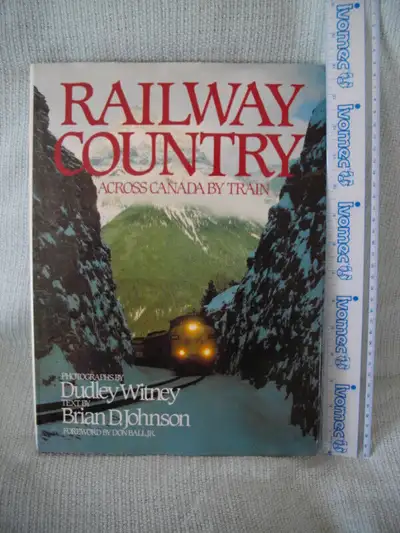 RAILWAY
COUNTRY
ACROSS CANADA BY TRAIN
PHOTOGRAPHS BY
Dudley Witney
TEXT BY
Brian D. Johnson
FOREWORD BY DON BALL, JR.